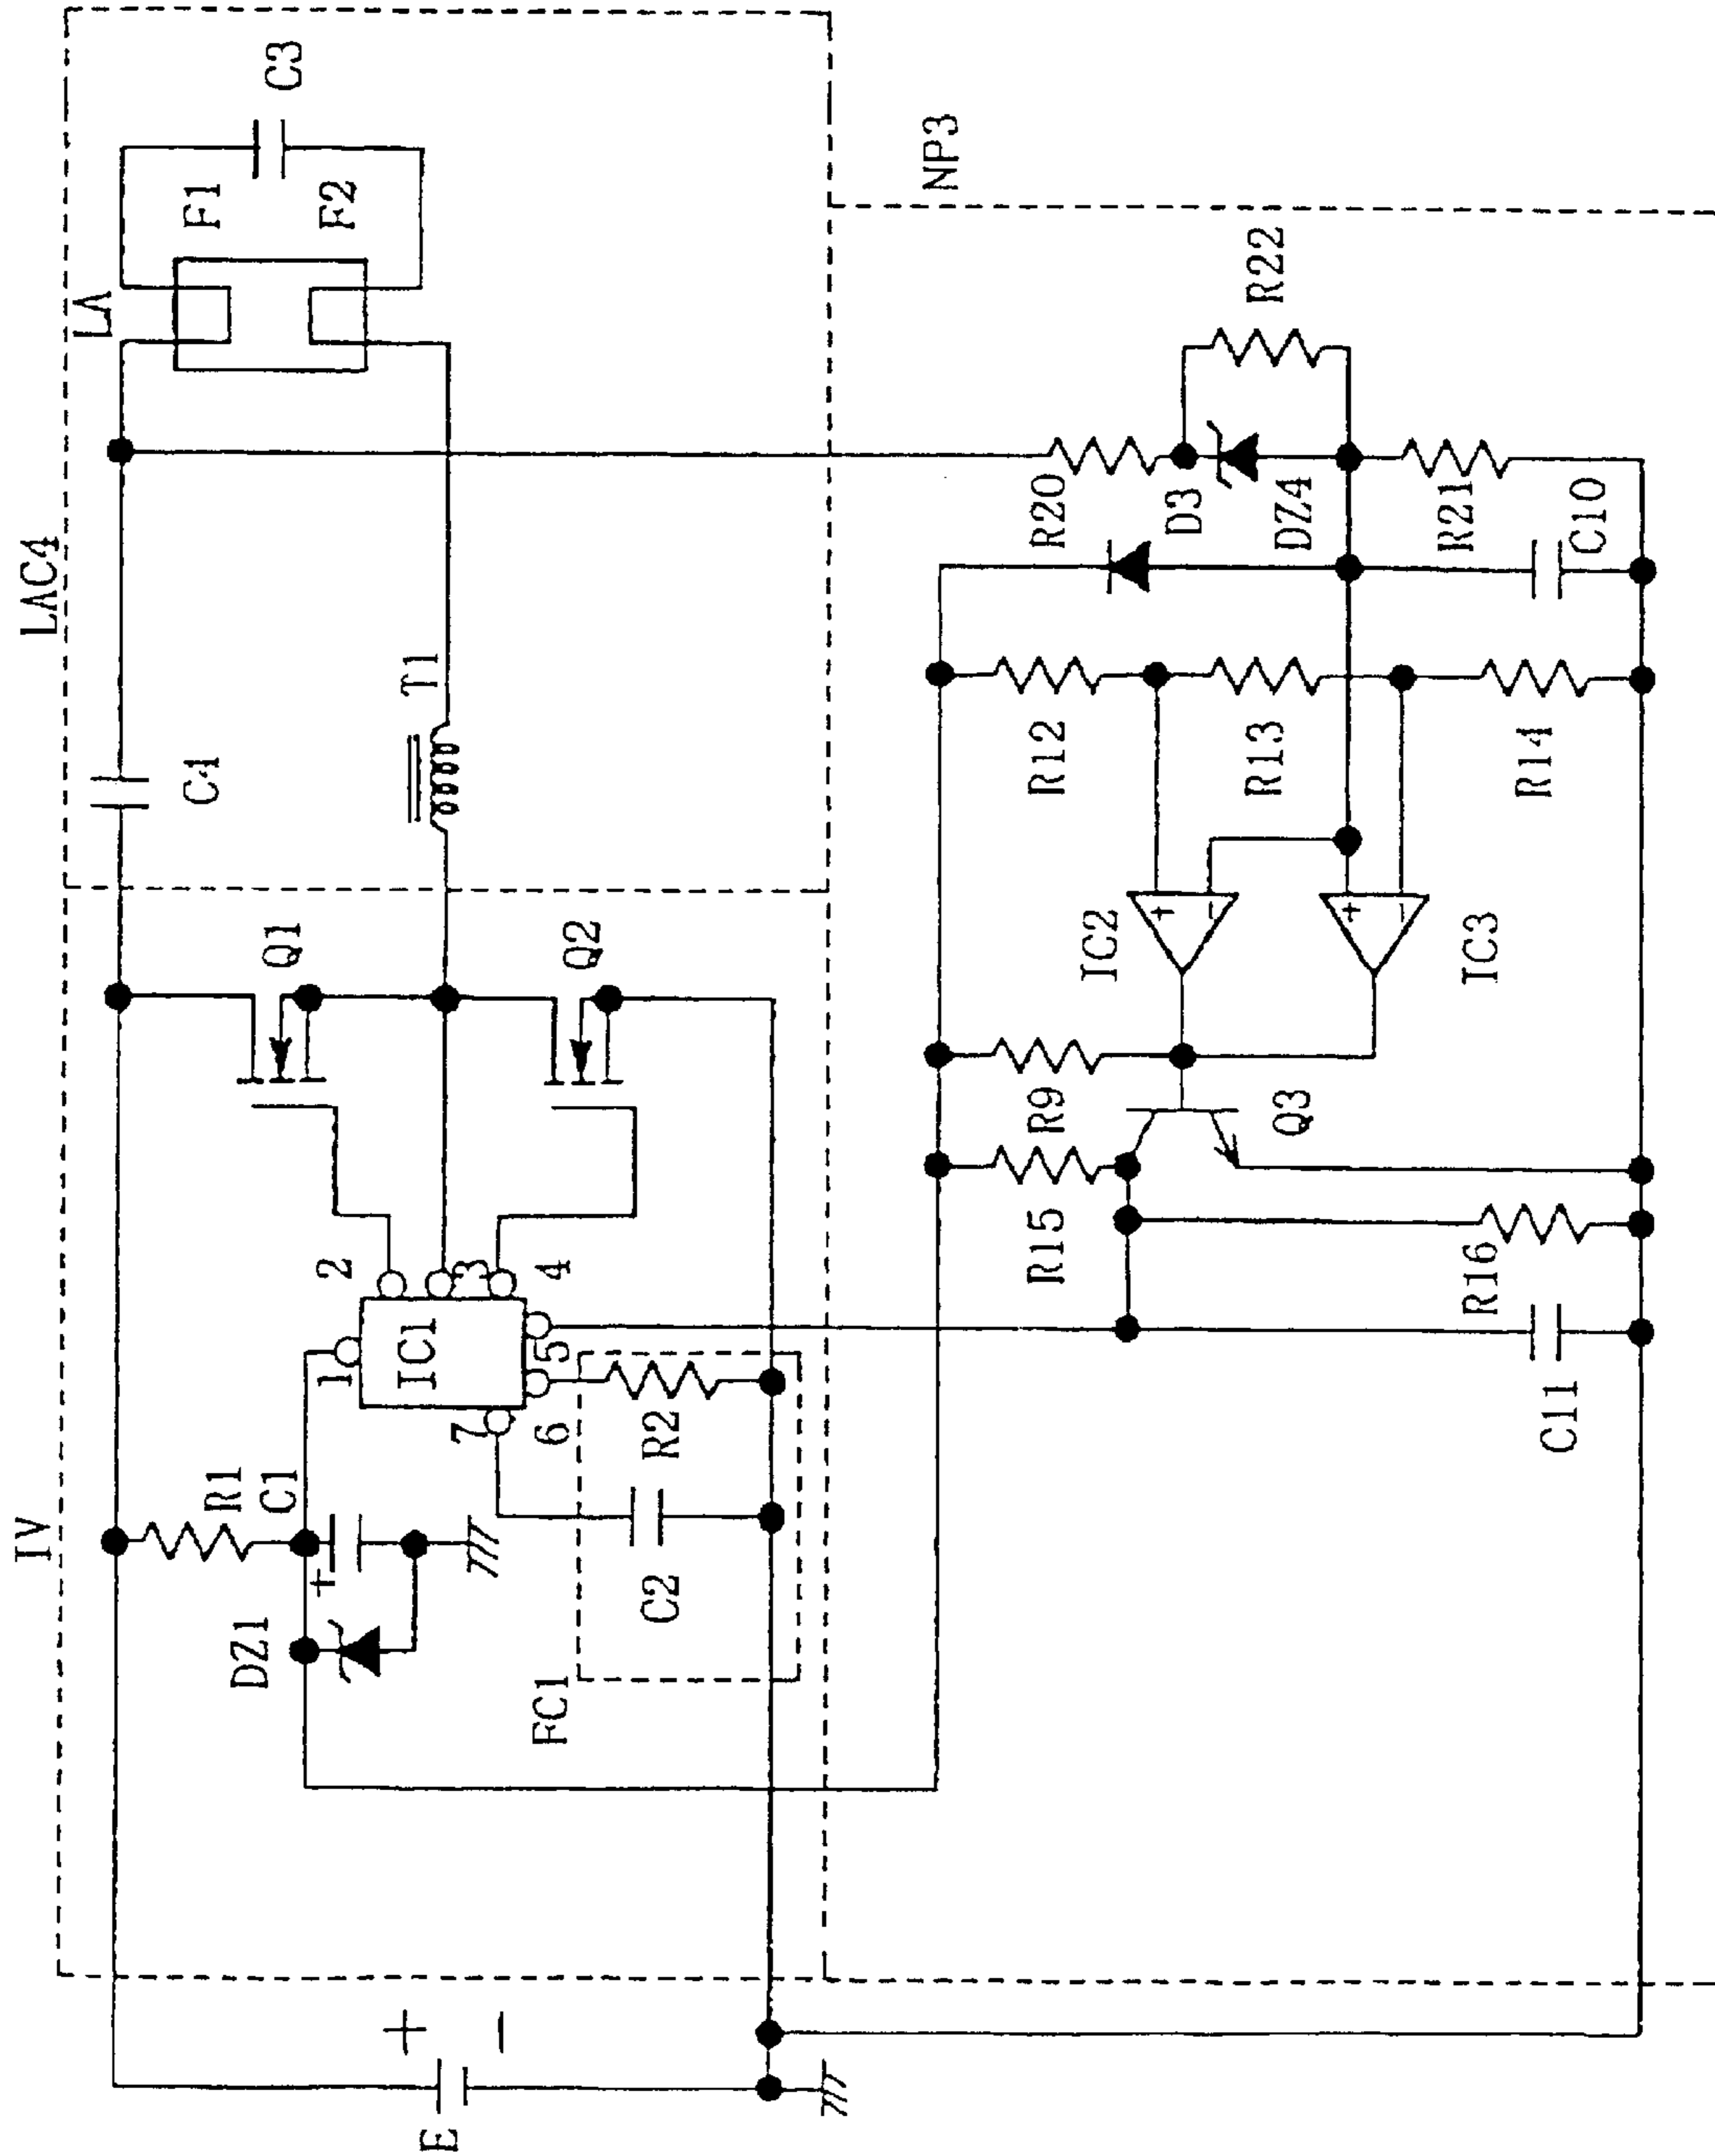 IV
LAC4
LA
F1
F2
C3
C4
T1
Q1
Q2
R1
C1
+
DZ1
IC1
1
2
3
4
5
6
7
FC1
C2
R2
E
+
−
NP3
R20
D3
DZ4
R22
R21
C10
R12
R13
R14
IC2
+
−
IC3
+
−
R9
R15
Q3
R16
C11